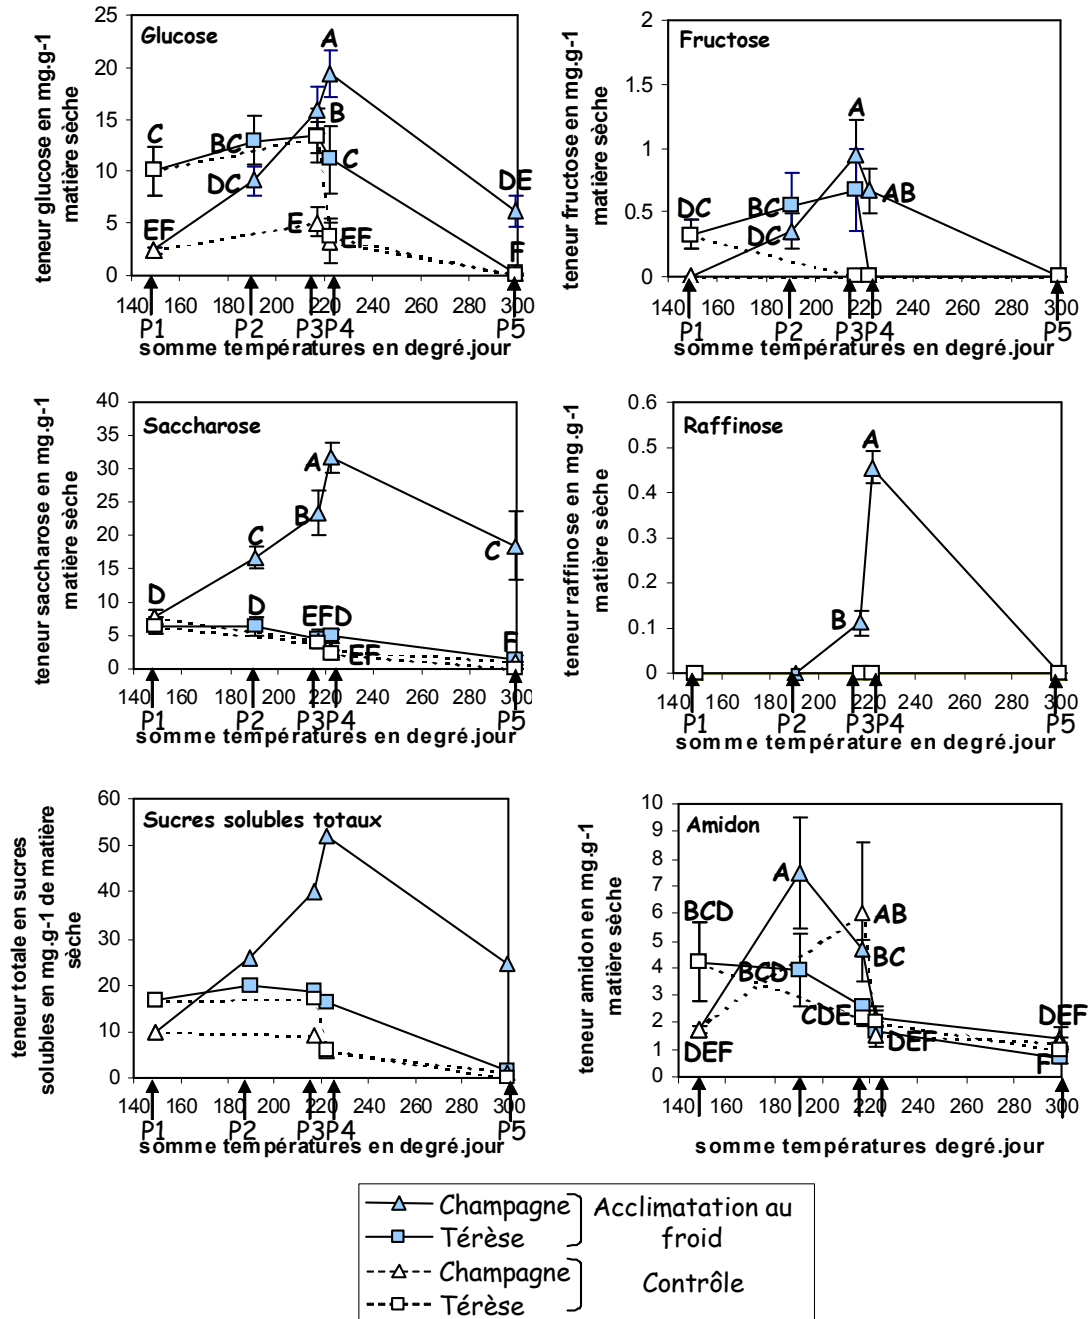 Glucose
teneur glucose en mg.g-1
matière sèche
25
20
15
10
5
0
C
BC
DC
EF
A
B
C
E
EF
DE
F
140 160 180 200 220 240 260 280 300
P1 P2 P3 P4 P5
somme températures en degré.jour
Fructose
teneur fructose en mg.g-1
matière sèche
2
1.5
1
0.5
0
DC
BC
DC
A
AB
140 160 180 200 220 240 260 280 300
P1 P2 P3 P4 P5
somme températures en degré.jour
Saccharose
teneur saccharose en mg.g-1
matière sèche
40
35
30
25
20
15
10
5
0
D
C
D
A
B
EFD
EF
C
F
140 160 180 200 220 240 260 280 300
P1 P2 P3 P4 P5
somme températures en degré.jour
Raffinose
teneur raffinose en mg.g-1
matière sèche
0.6
0.5
0.4
0.3
0.2
0.1
0
A
B
140 160 180 200 220 240 260 280 300
P1 P2 P3 P4 P5
somme température en degré.jour
Sucres solubles totaux
teneur totale en sucres
solubles en mg.g-1 de matière
sèche
60
50
40
30
20
10
0
140 160 180 200 220 240 260 280 300
P1 P2 P3 P4 P5
somme températures en degré.jour
Amidon
teneur amidon en mg.g-1
matière sèche
10
9
8
7
6
5
4
3
2
1
0
BCD
DEF
A
BCD
AB
BC
CDE
DEF
DEF
F
140 160 180 200 220 240 260 280 300
somme températures degré.jour
Champagne
Térèse
Acclimatation au
froid
Champagne
Térèse
Contrôle